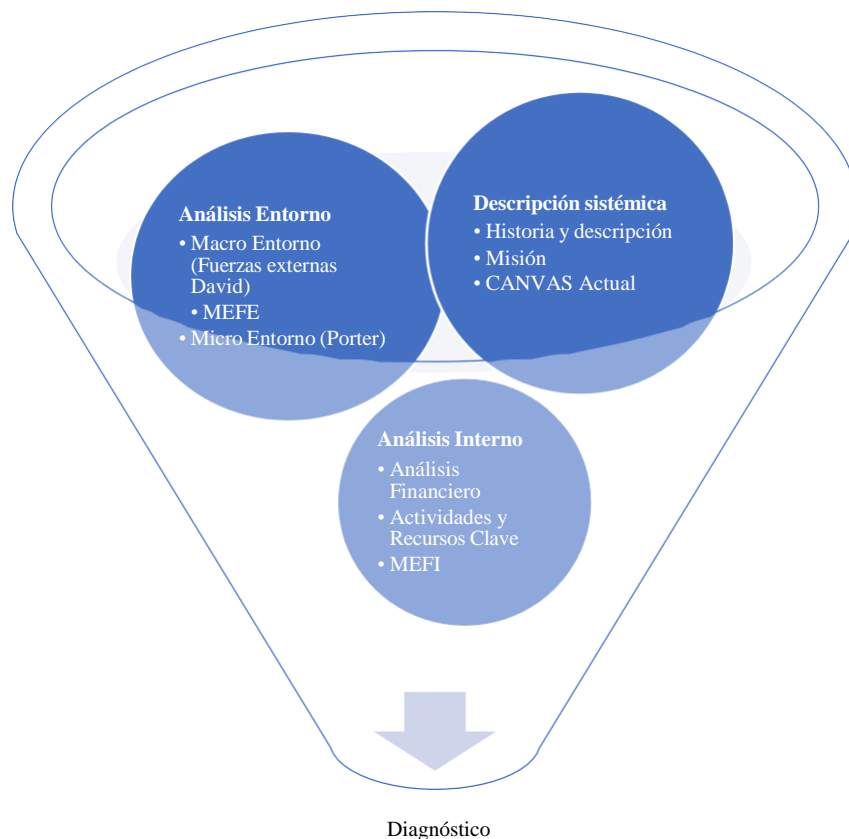 Análisis Entorno
• Macro Entorno
(Fuerzas externas
David)
• MEFE
• Micro Entorno (Porter)
Descripción sistémica
• Historia y descripción
• Misión
• CANVAS Actual
Análisis Interno
• Análisis
Financiero
• Actividades y
Recursos Clave
• MEFI
Diagnóstico